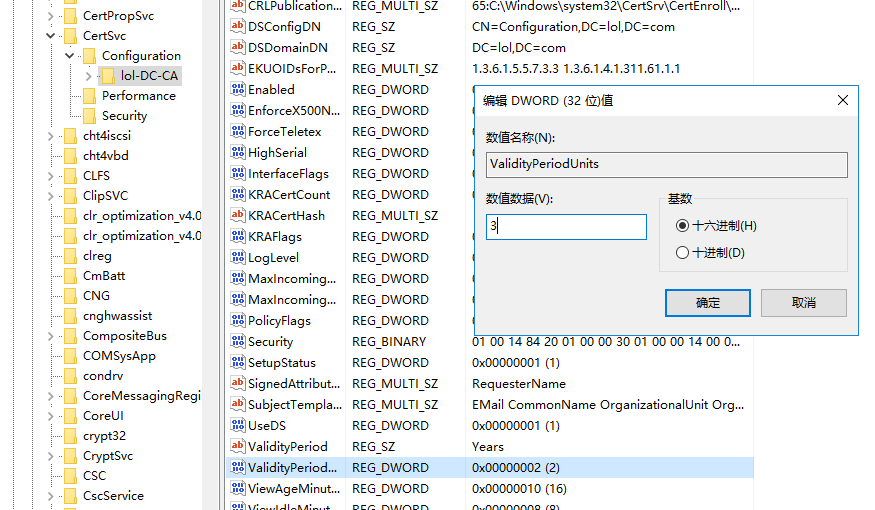 CertPropSvc
CertSvc
Configuration
lol-DC-CA
Performance
Security
cht4iscsi
cht4vbd
CLFS
ClipSVC
clr_optimization_v4.0
clr_optimization_v4.0
clreg
CmBatt
CNG
cnghwassist
CompositeBus
COMSysApp
condrv
CoreMessagingRegi
CoreUI
crypt32
CryptSvc
CSC
CscService
CRLPublication... REG_MULTI_SZ 65:C:\Windows\system32\CertSrv\CertEnroll\...
DSConfigDN REG_SZ CN=Configuration,DC=lol,DC=com
DSDomainDN REG_SZ DC=lol,DC=com
EKUOIDsForP... REG_MULTI_SZ 1.3.6.1.5.5.7.3.3 1.3.6.1.4.1.311.61.1.1
Enabled REG_DWORD
EnforceX500N... REG_DWORD
ForceTeletex REG_DWORD
HighSerial REG_DWORD
InterfaceFlags REG_DWORD
KRACertCount REG_DWORD
KRACertHash REG_MULTI_SZ
KRAFlags REG_DWORD
LogLevel REG_DWORD
MaxIncoming... REG_DWORD
MaxIncoming... REG_DWORD
PolicyFlags REG_DWORD
Security REG_BINARY 01 00 14 84 20 01 00 00 30 01 00 00 14 00 0...
SetupStatus REG_DWORD 0x00000001 (1)
SignedAttribut... REG_MULTI_SZ RequesterName
SubjectTempla... REG_MULTI_SZ EMail CommonName OrganizationalUnit Org...
UseDS REG_DWORD 0x00000001 (1)
ValidityPeriod REG_SZ Years
ValidityPeriod... REG_DWORD 0x00000002 (2)
ViewAgeMinut... REG_DWORD 0x00000010 (16)
ViewIdleMinut... REG_DWORD 0x00000008 (8)
编辑 DWORD (32 位)值
数值名称(N):
ValidityPeriodUnits
数值数据(V):
3
基数
十六进制(H)
十进制(D)
确定 取消